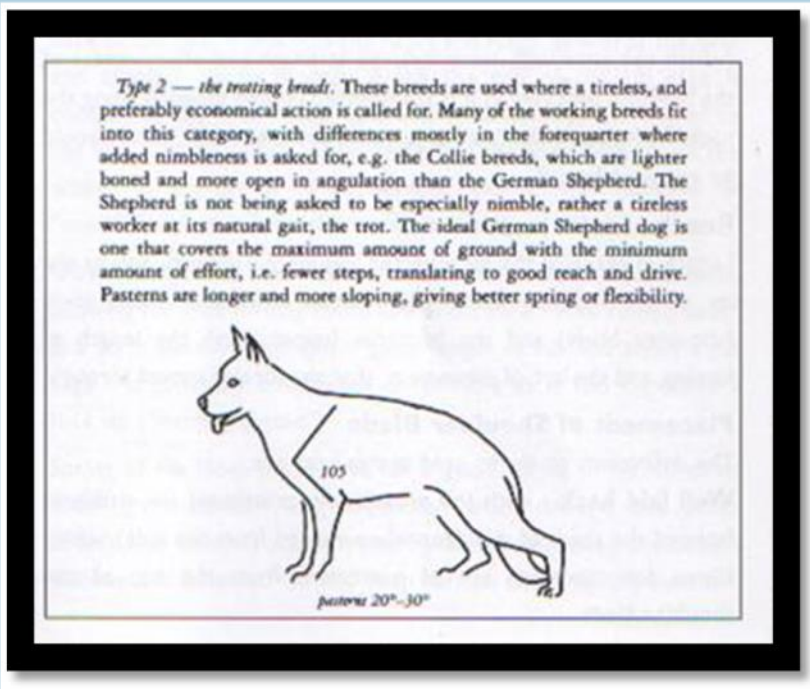 Type 2 — the trotting breeds. These breeds are used where a tireless, and
preferably economical action is called for. Many of the working breeds fit
into this category, with differences mostly in the forequarter where
added nimbleness is asked for, e.g. the Collie breeds, which are lighter
boned and more open in angulation than the German Shepherd. The
Shepherd is not being asked to be especially nimble, rather a tireless
worker at its natural gait, the trot. The ideal German Shepherd dog is
one that covers the maximum amount of ground with the minimum
amount of effort, i.e. fewer steps, translating to good reach and drive.
Pasterns are longer and more sloping, giving better spring or flexibility.
105
pasterns 20°–30°
Placement of Shoulder Blade